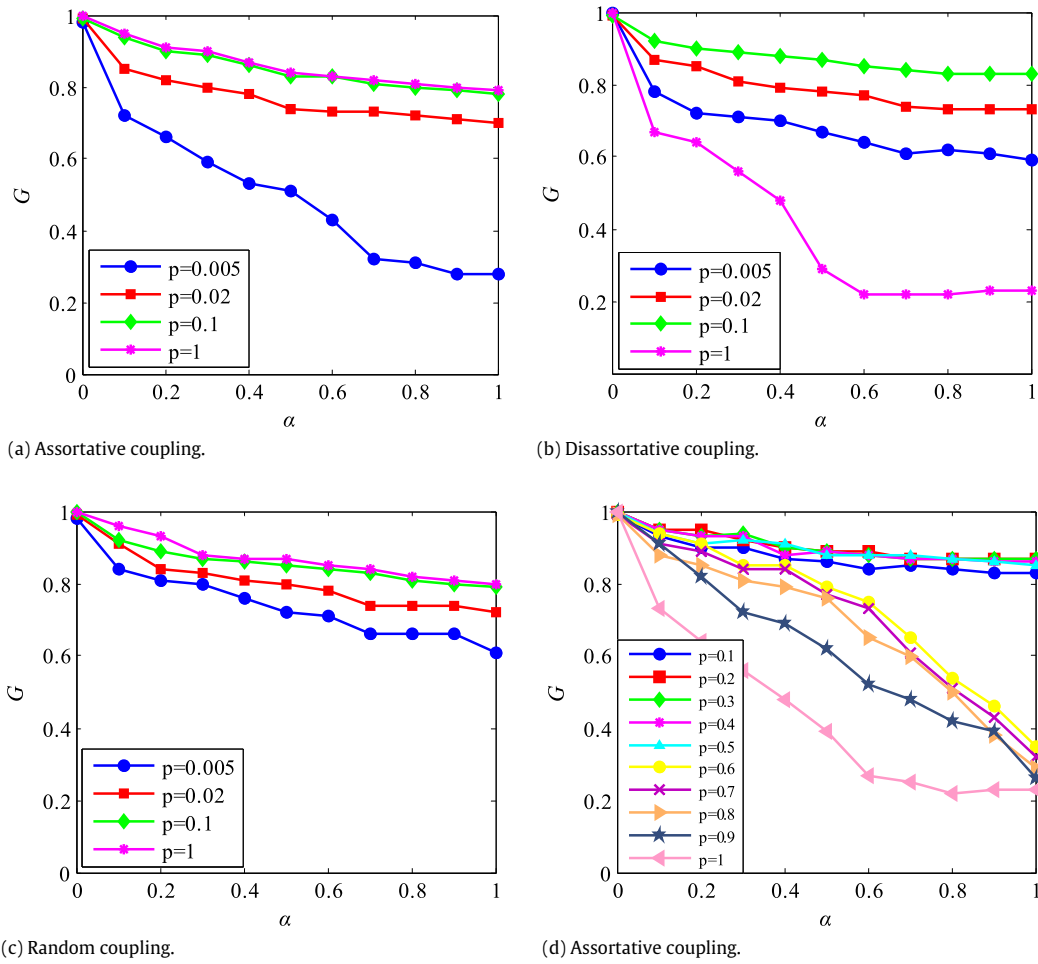 1
0.8
0.6
0.4
0.2
0
G
p=0.005
p=0.02
p=0.1
p=1
0 0.2 0.4 0.6 0.8 1
α
(a) Assortative coupling.
1
0.8
0.6
0.4
0.2
G
p=0.005
p=0.02
p=0.1
p=1
0 0.2 0.4 0.6 0.8 1
α
(b) Disassortative coupling.
1
0.8
0.6
0.4
0.2
0
G
p=0.005
p=0.02
p=0.1
p=1
0 0.2 0.4 0.6 0.8 1
α
(c) Random coupling.
1
0.8
0.6
0.4
0.2
0
G
p=0.1
p=0.2
p=0.3
p=0.4
p=0.5
p=0.6
p=0.7
p=0.8
p=0.9
p=1
0 0.2 0.4 0.6 0.8 1
α
(d) Assortative coupling.